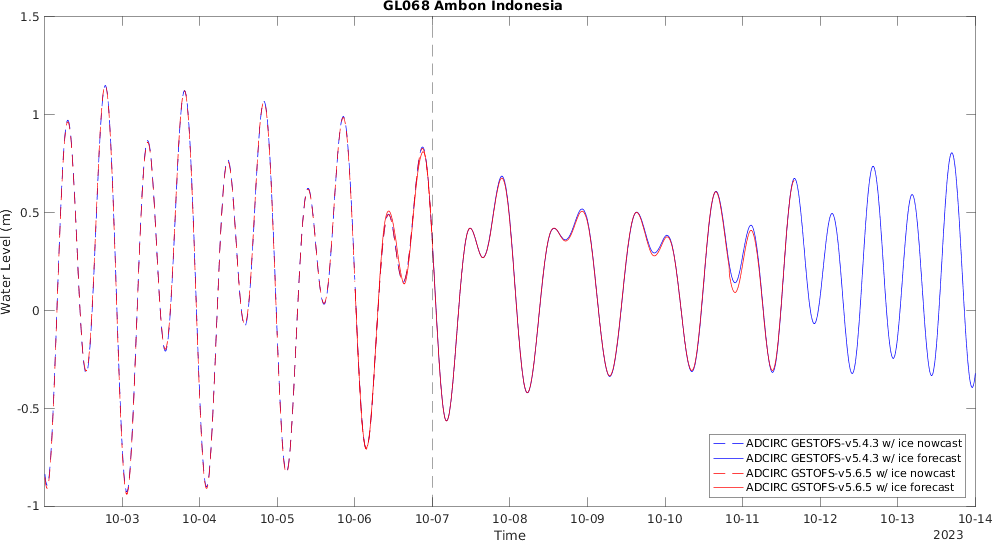 GL068 Ambon Indonesia
1.5
1
0.5
0
-0.5
-1
Water Level (m)
ADCIRC GESTOFS-v5.4.3 w/ ice nowcast
ADCIRC GESTOFS-v5.4.3 w/ ice forecast
ADCIRC GSTOFS-v5.6.5 w/ ice nowcast
ADCIRC GSTOFS-v5.6.5 w/ ice forecast
10-03 10-04 10-05 10-06 10-07 10-08 10-09 10-10 10-11 10-12 10-13 10-14
Time
2023